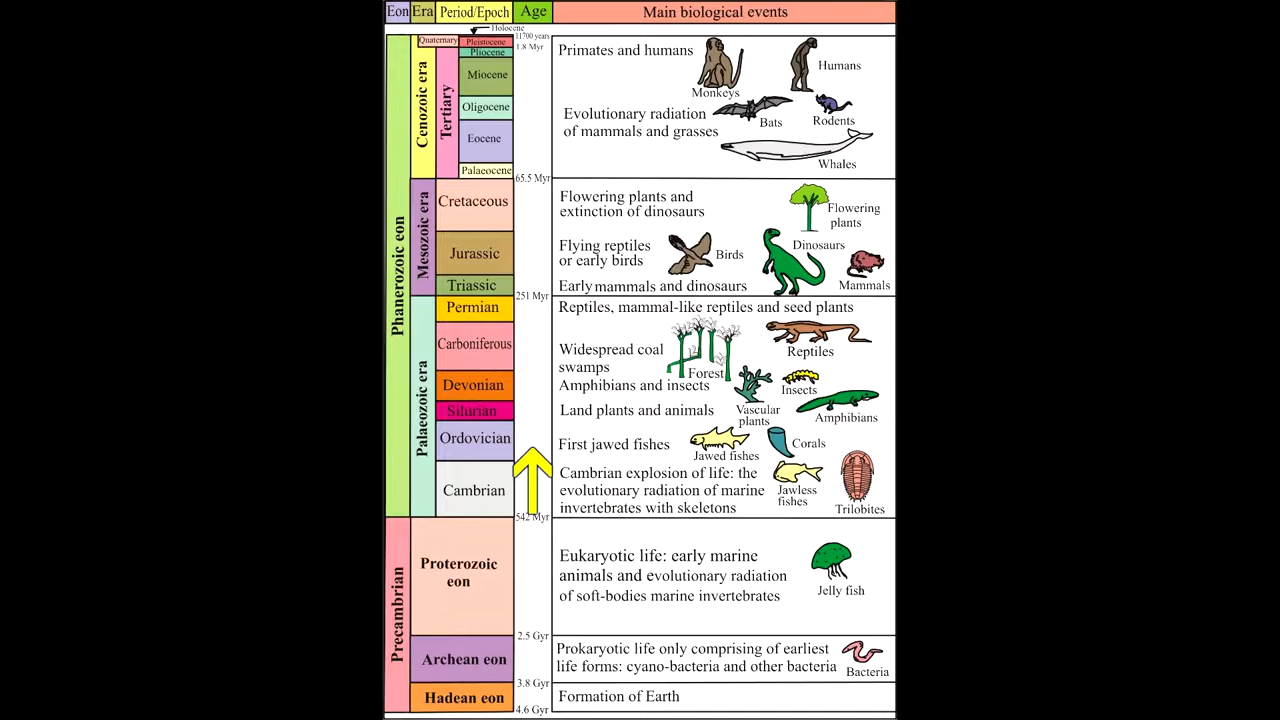 Eon Era Period/Epoch Age Main biological events
Holocene
11700 years
Quaternary Pleistocene
1.8 Myr
Pliocene
Miocene
Oligocene
Eocene
Palaeocene
Tertiary
Cenozoic era
65.5 Myr
Primates and humans
Monkeys
Humans
Evolutionary radiation
of mammals and grasses
Bats
Rodents
Whales
Phanerozoic eon
Mesozoic era
Cretaceous
Jurassic
Triassic
251 Myr
Flowering plants and
extinction of dinosaurs
Flowering
plants
Flying reptiles
or early birds
Birds
Dinosaurs
Mammals
Early mammals and dinosaurs
Palaeozoic era
Permian
Carboniferous
Devonian
Silurian
Ordovician
Cambrian
542 Myr
Reptiles, mammal-like reptiles and seed plants
Reptiles
Widespread coal
swamps
Forest
Amphibians and insects
Insects
Land plants and animals
Vascular
plants
Amphibians
First jawed fishes
Jawed fishes
Corals
Cambrian explosion of life: the
evolutionary radiation of marine
invertebrates with skeletons
Jawless
fishes
Trilobites
Precambrian
Proterozoic
eon
Eukaryotic life: early marine
animals and evolutionary radiation
of soft-bodies marine invertebrates
Jelly fish
2.5 Gyr
Archean eon
Prokaryotic life only comprising of earliest
life forms: cyano-bacteria and other bacteria
Bacteria
3.8 Gyr
Hadean eon
Formation of Earth
4.6 Gyr